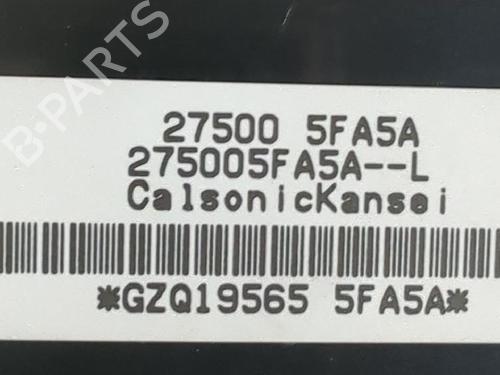 B-PARTS
27500 5FA5A
275005FA5A--L
CalsonicKansei
*GZQ19565 5FA5A*